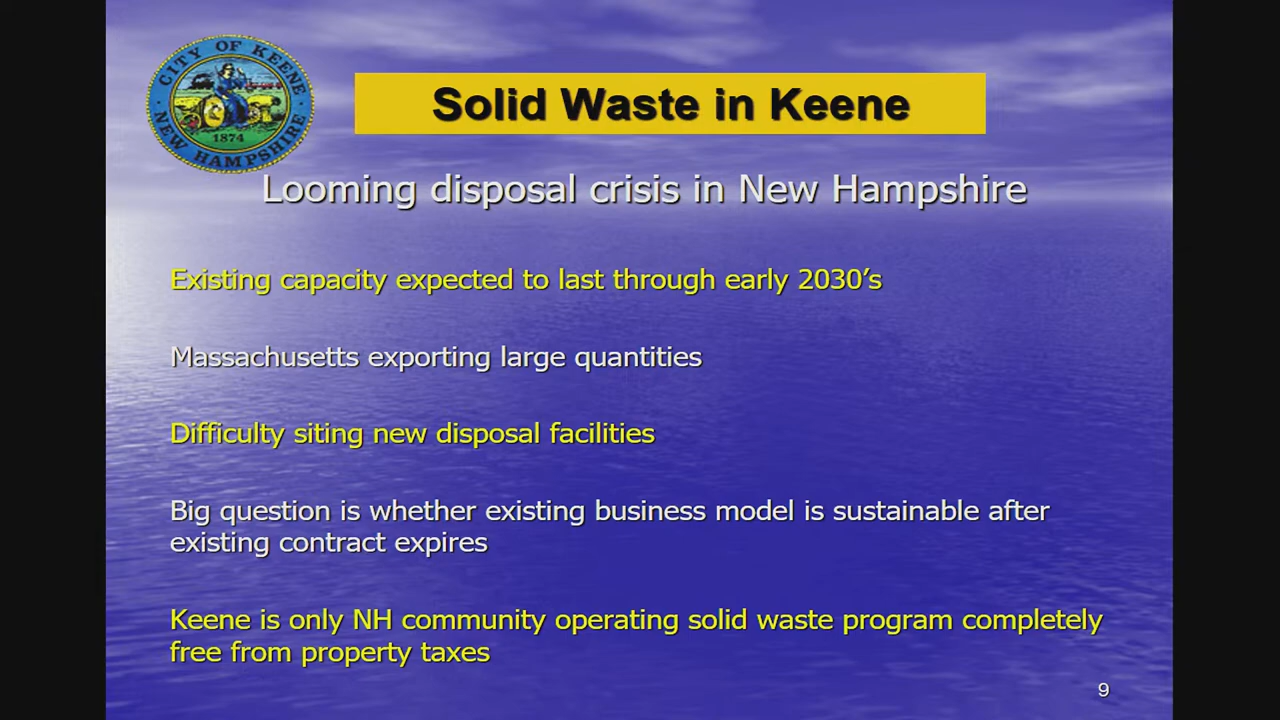 CITY OF KEENE
1874
NEW HAMPSHIRE
Solid Waste in Keene
Looming disposal crisis in New Hampshire
Existing capacity expected to last through early 2030’s
Massachusetts exporting large quantities
Difficulty siting new disposal facilities
Big question is whether existing business model is sustainable after
existing contract expires
Keene is only NH community operating solid waste program completely
free from property taxes
9